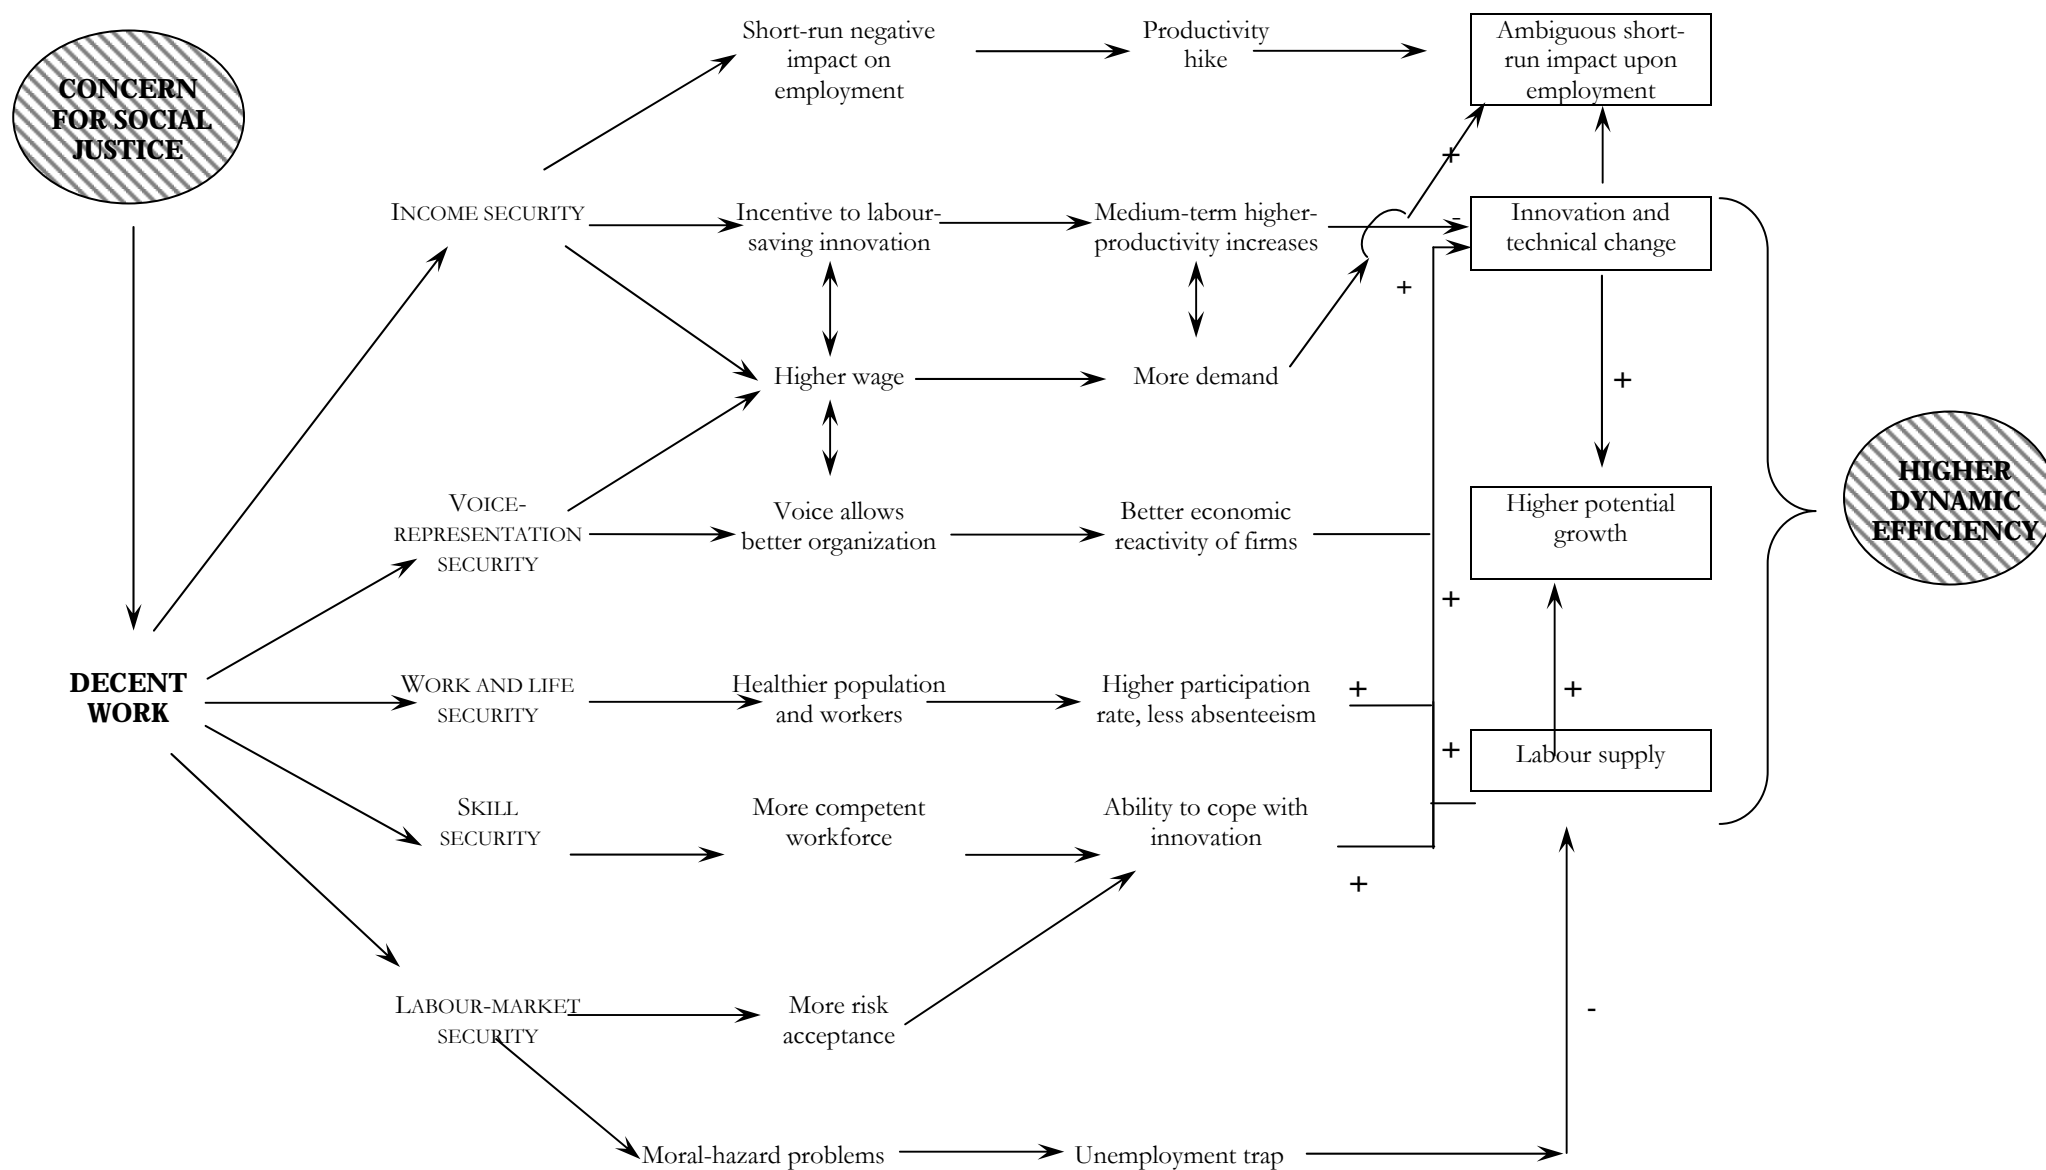 CONCERN
FOR SOCIAL
JUSTICE
Short-run negative
impact on
employment
Productivity
hike
Ambiguous short-
run impact upon
employment
+
INCOME SECURITY
Incentive to labour-
saving innovation
Medium-term higher-
productivity increases
-
Innovation and
technical change
+
Higher wage
More demand
+
VOICE-
REPRESENTATION
SECURITY
Voice allows
better organization
Better economic
reactivity of firms
Higher potential
growth
HIGHER
DYNAMIC
EFFICIENCY
+
DECENT
WORK
WORK AND LIFE
SECURITY
Healthier population
and workers
Higher participation
rate, less absenteeism
+
+
+
Labour supply
SKILL
SECURITY
More competent
workforce
Ability to cope with
innovation
+
LABOUR-MARKET
SECURITY
More risk
acceptance
-
Moral-hazard problems
Unemployment trap